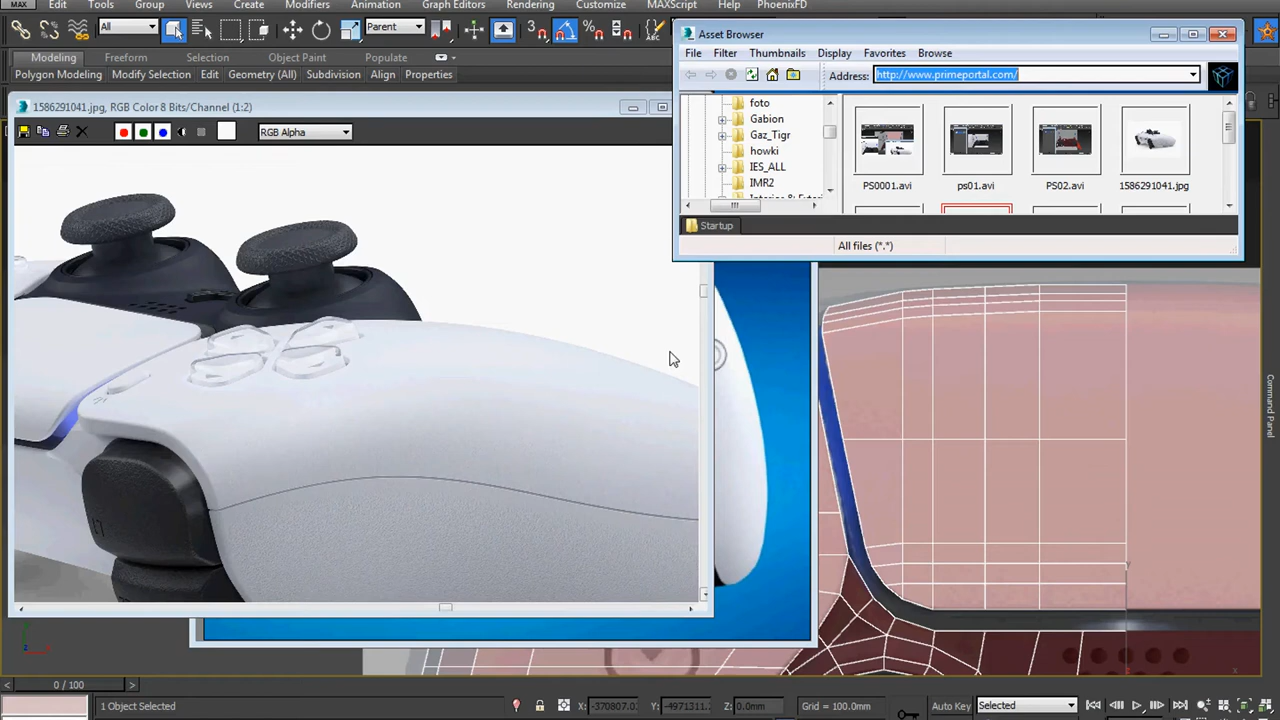 MAX Edit Tools Group Views Create Modifiers Animation Graph Editors Rendering Customize MAXScript Help PhoenixFD
All
Parent
3
Modeling Freeform Selection Object Paint Populate
Polygon Modeling Modify Selection Edit Geometry (All) Subdivision Align Properties
Asset Browser
File Filter Thumbnails Display Favorites Browse
Address: http://www.primeportal.com/
foto
Gabion
Gaz_Tigr
howki
IES_ALL
IMR2
PS0001.avi ps01.avi PS02.avi 1586291041.jpg
Startup
All files (*.*)
1586291041.jpg, RGB Color 8 Bits/Channel (1:2)
RGB Alpha
Command Panel
0 / 100
1 Object Selected X: -370807.0 Y: -4971311. Z: 0.0mm Grid = 100.0mm Auto Key Selected